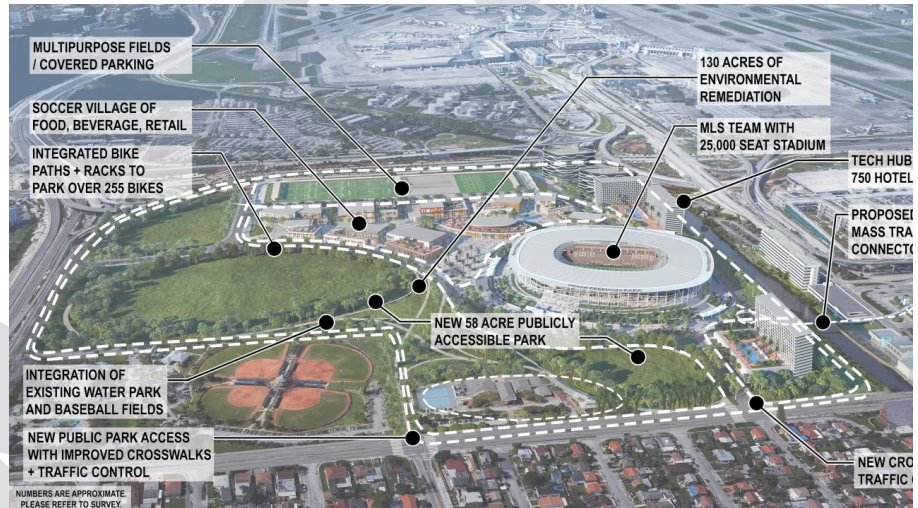 MULTIPURPOSE FIELDS
/ COVERED PARKING
130 ACRES OF
ENVIRONMENTAL
REMEDIATION
SOCCER VILLAGE OF
FOOD, BEVERAGE, RETAIL
MLS TEAM WITH
25,000 SEAT STADIUM
INTEGRATED BIKE
PATHS + RACKS TO
PARK OVER 255 BIKES
TECH HUB
750 HOTEL
PROPOSED
MASS TRA
CONNECTO
NEW 58 ACRE PUBLICLY
ACCESSIBLE PARK
INTEGRATION OF
EXISTING WATER PARK
AND BASEBALL FIELDS
NEW PUBLIC PARK ACCESS
WITH IMPROVED CROSSWALKS
+ TRAFFIC CONTROL
NEW CRO
TRAFFIC C
NUMBERS ARE APPROXIMATE.
PLEASE REFER TO SURVEY.